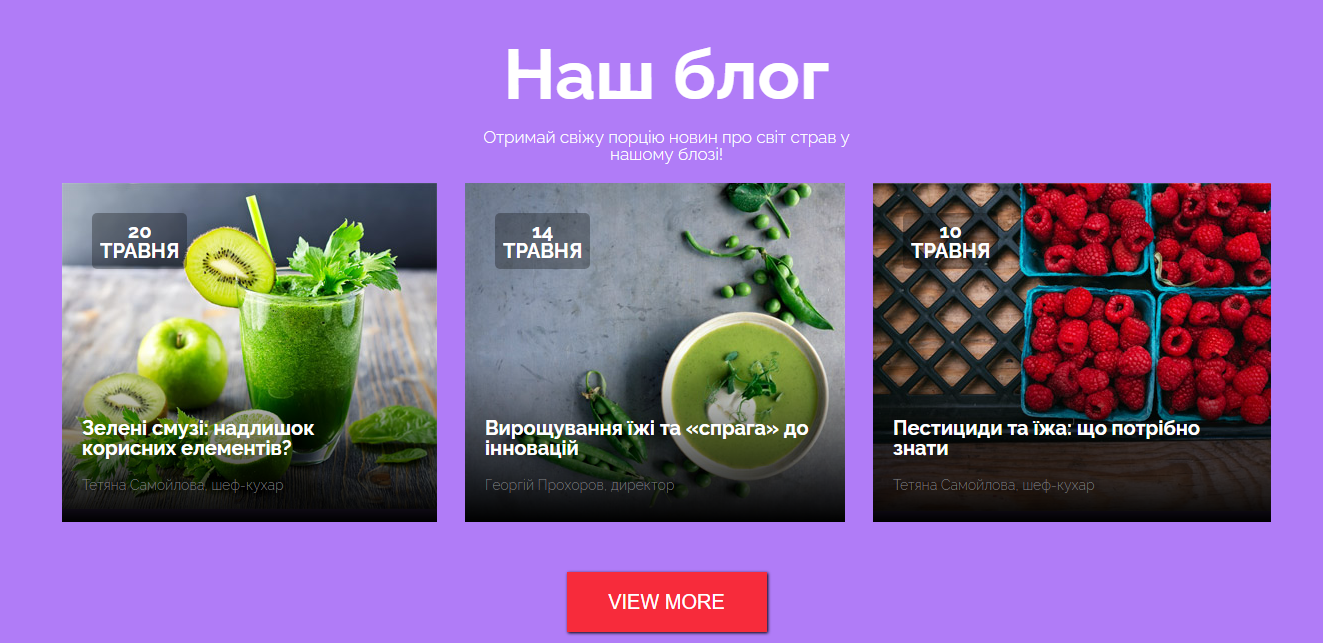 Наш блог
Отримай свіжу порцію новин про світ страв у
нашому блозі!
20
ТРАВНЯ
14
ТРАВНЯ
10
ТРАВНЯ
Зелені смузі: надлишок
корисних елементів?
Тетяна Самойлова, шеф-кухар
Вирощування їжі та «спрага» до
інновацій
Георгій Прохоров, директор
Пестициди та їжа: що потрібно
знати
Тетяна Самойлова, шеф-кухар
VIEW MORE